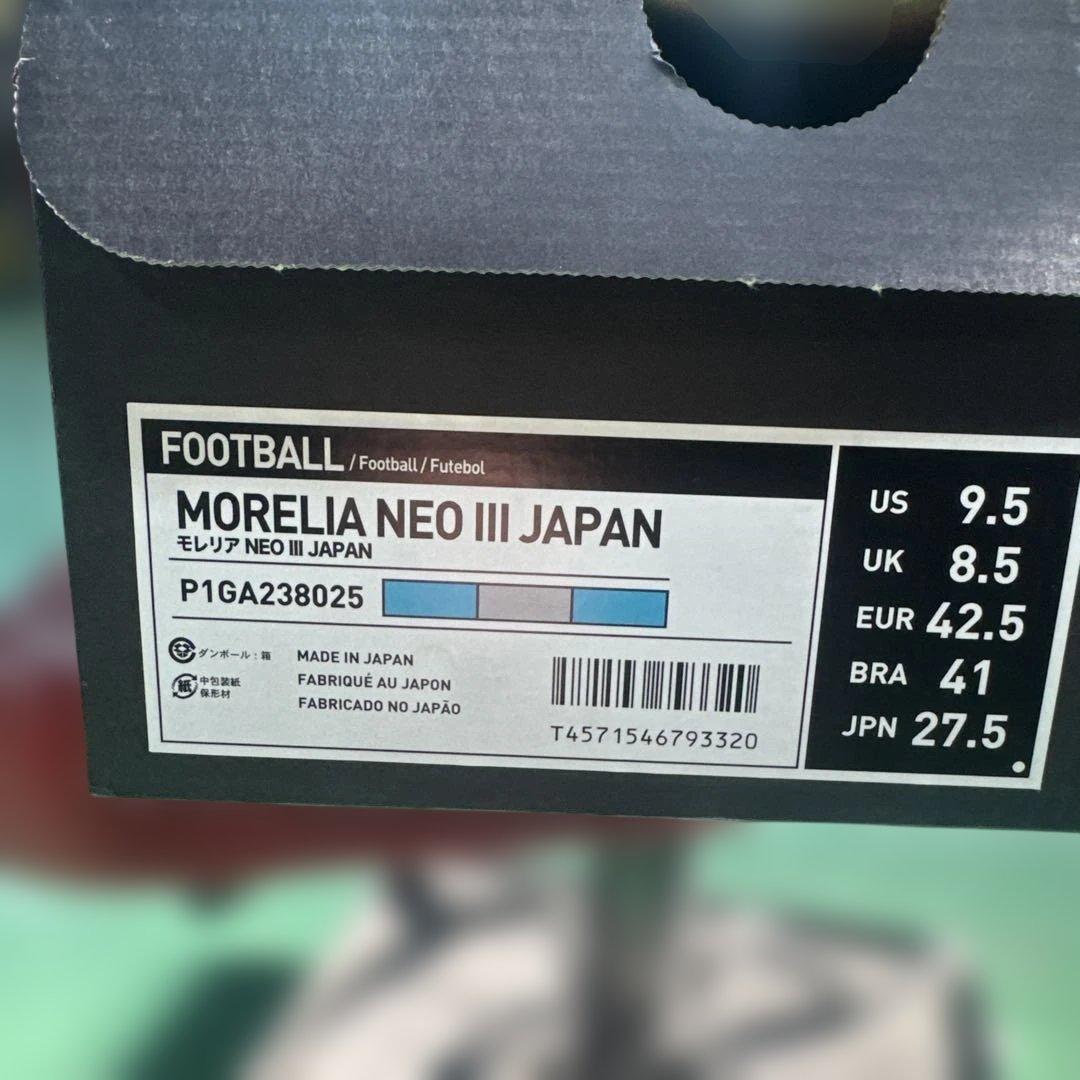 FOOTBALL / Football / Futebol
MORELIA NEO III JAPAN
モレリア NEO III JAPAN
P1GA238025
ダンボール : 箱
紙 中包装紙
保形材
MADE IN JAPAN
FABRIQUÉ AU JAPON
FABRICADO NO JAPÃO
T4571546793320
US 9.5
UK 8.5
EUR 42.5
BRA 41
JPN 27.5